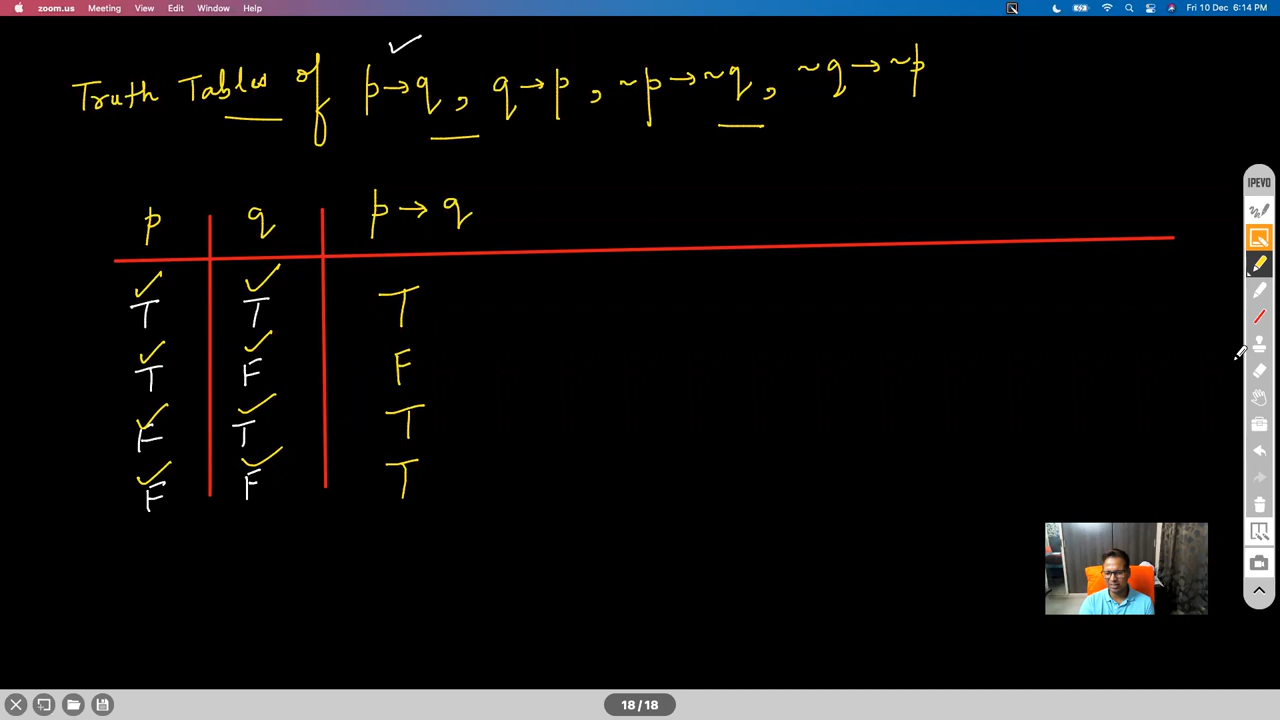 zoom.us Meeting View Edit Window Help Fri 10 Dec 6:14 PM
Truth Tables of p→q, q→p, ~p→~q, ~q→~p
IPEVO
p q p→q
T T T
T F F
F T T
F F T
18/18